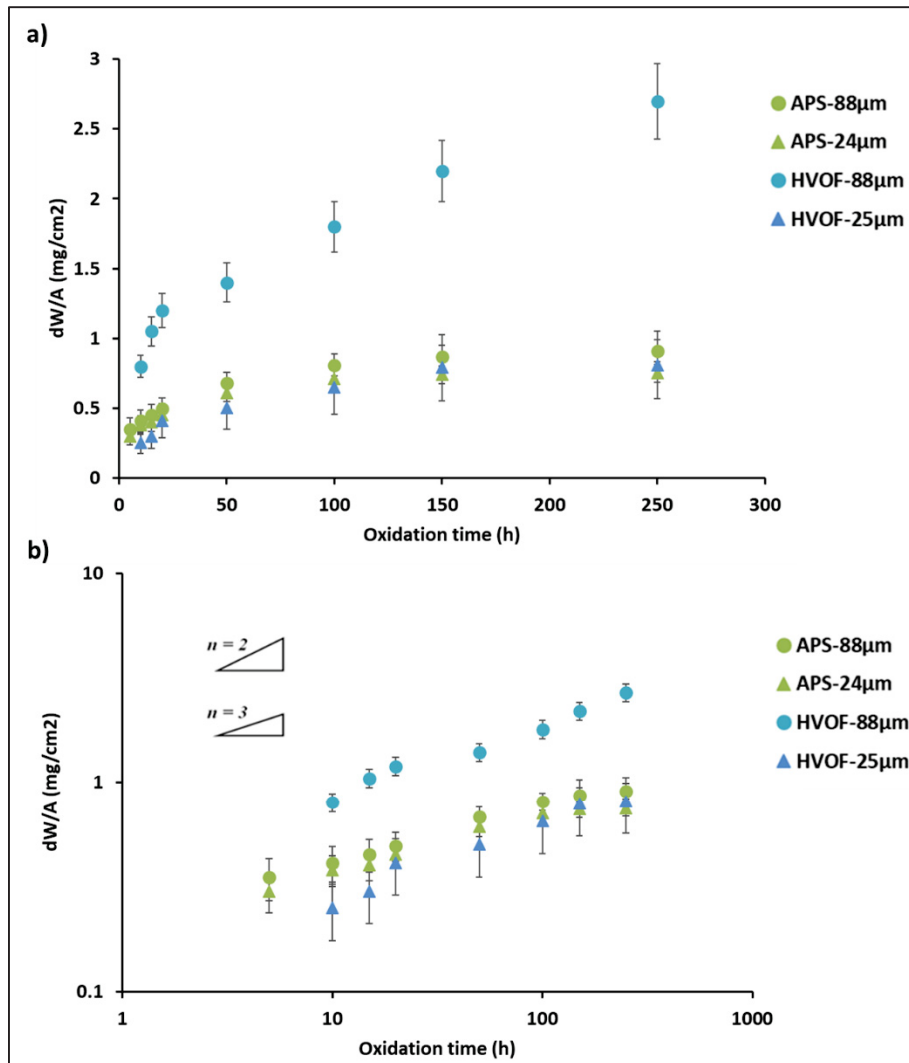 a)
3
2.5
2
1.5
1
0.5
0
dW/A (mg/cm2)
0 50 100 150 200 250 300
Oxidation time (h)
APS-88µm
APS-24µm
HVOF-88µm
HVOF-25µm
b)
10
1
0.1
dW/A (mg/cm2)
n = 2
n = 3
1 10 100 1000
Oxidation time (h)
APS-88µm
APS-24µm
HVOF-88µm
HVOF-25µm